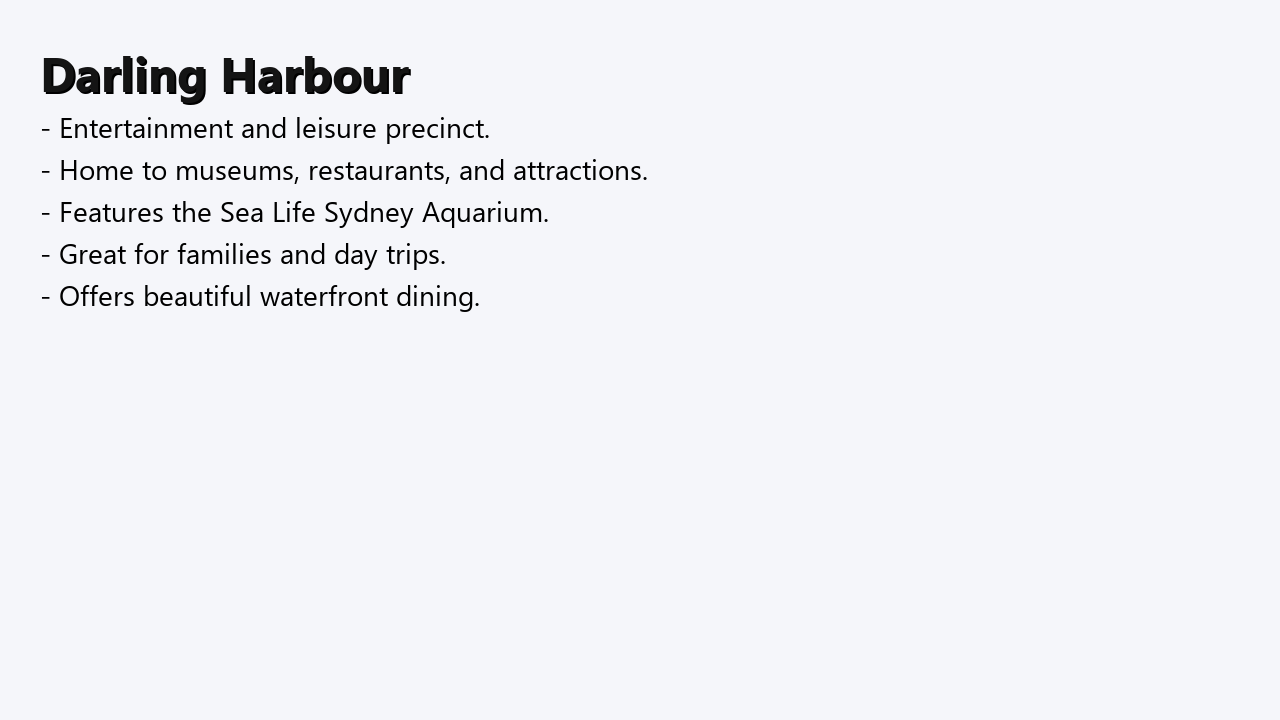 Darling Harbour
- Entertainment and leisure precinct.
- Home to museums, restaurants, and attractions.
- Features the Sea Life Sydney Aquarium.
- Great for families and day trips.
- Offers beautiful waterfront dining.